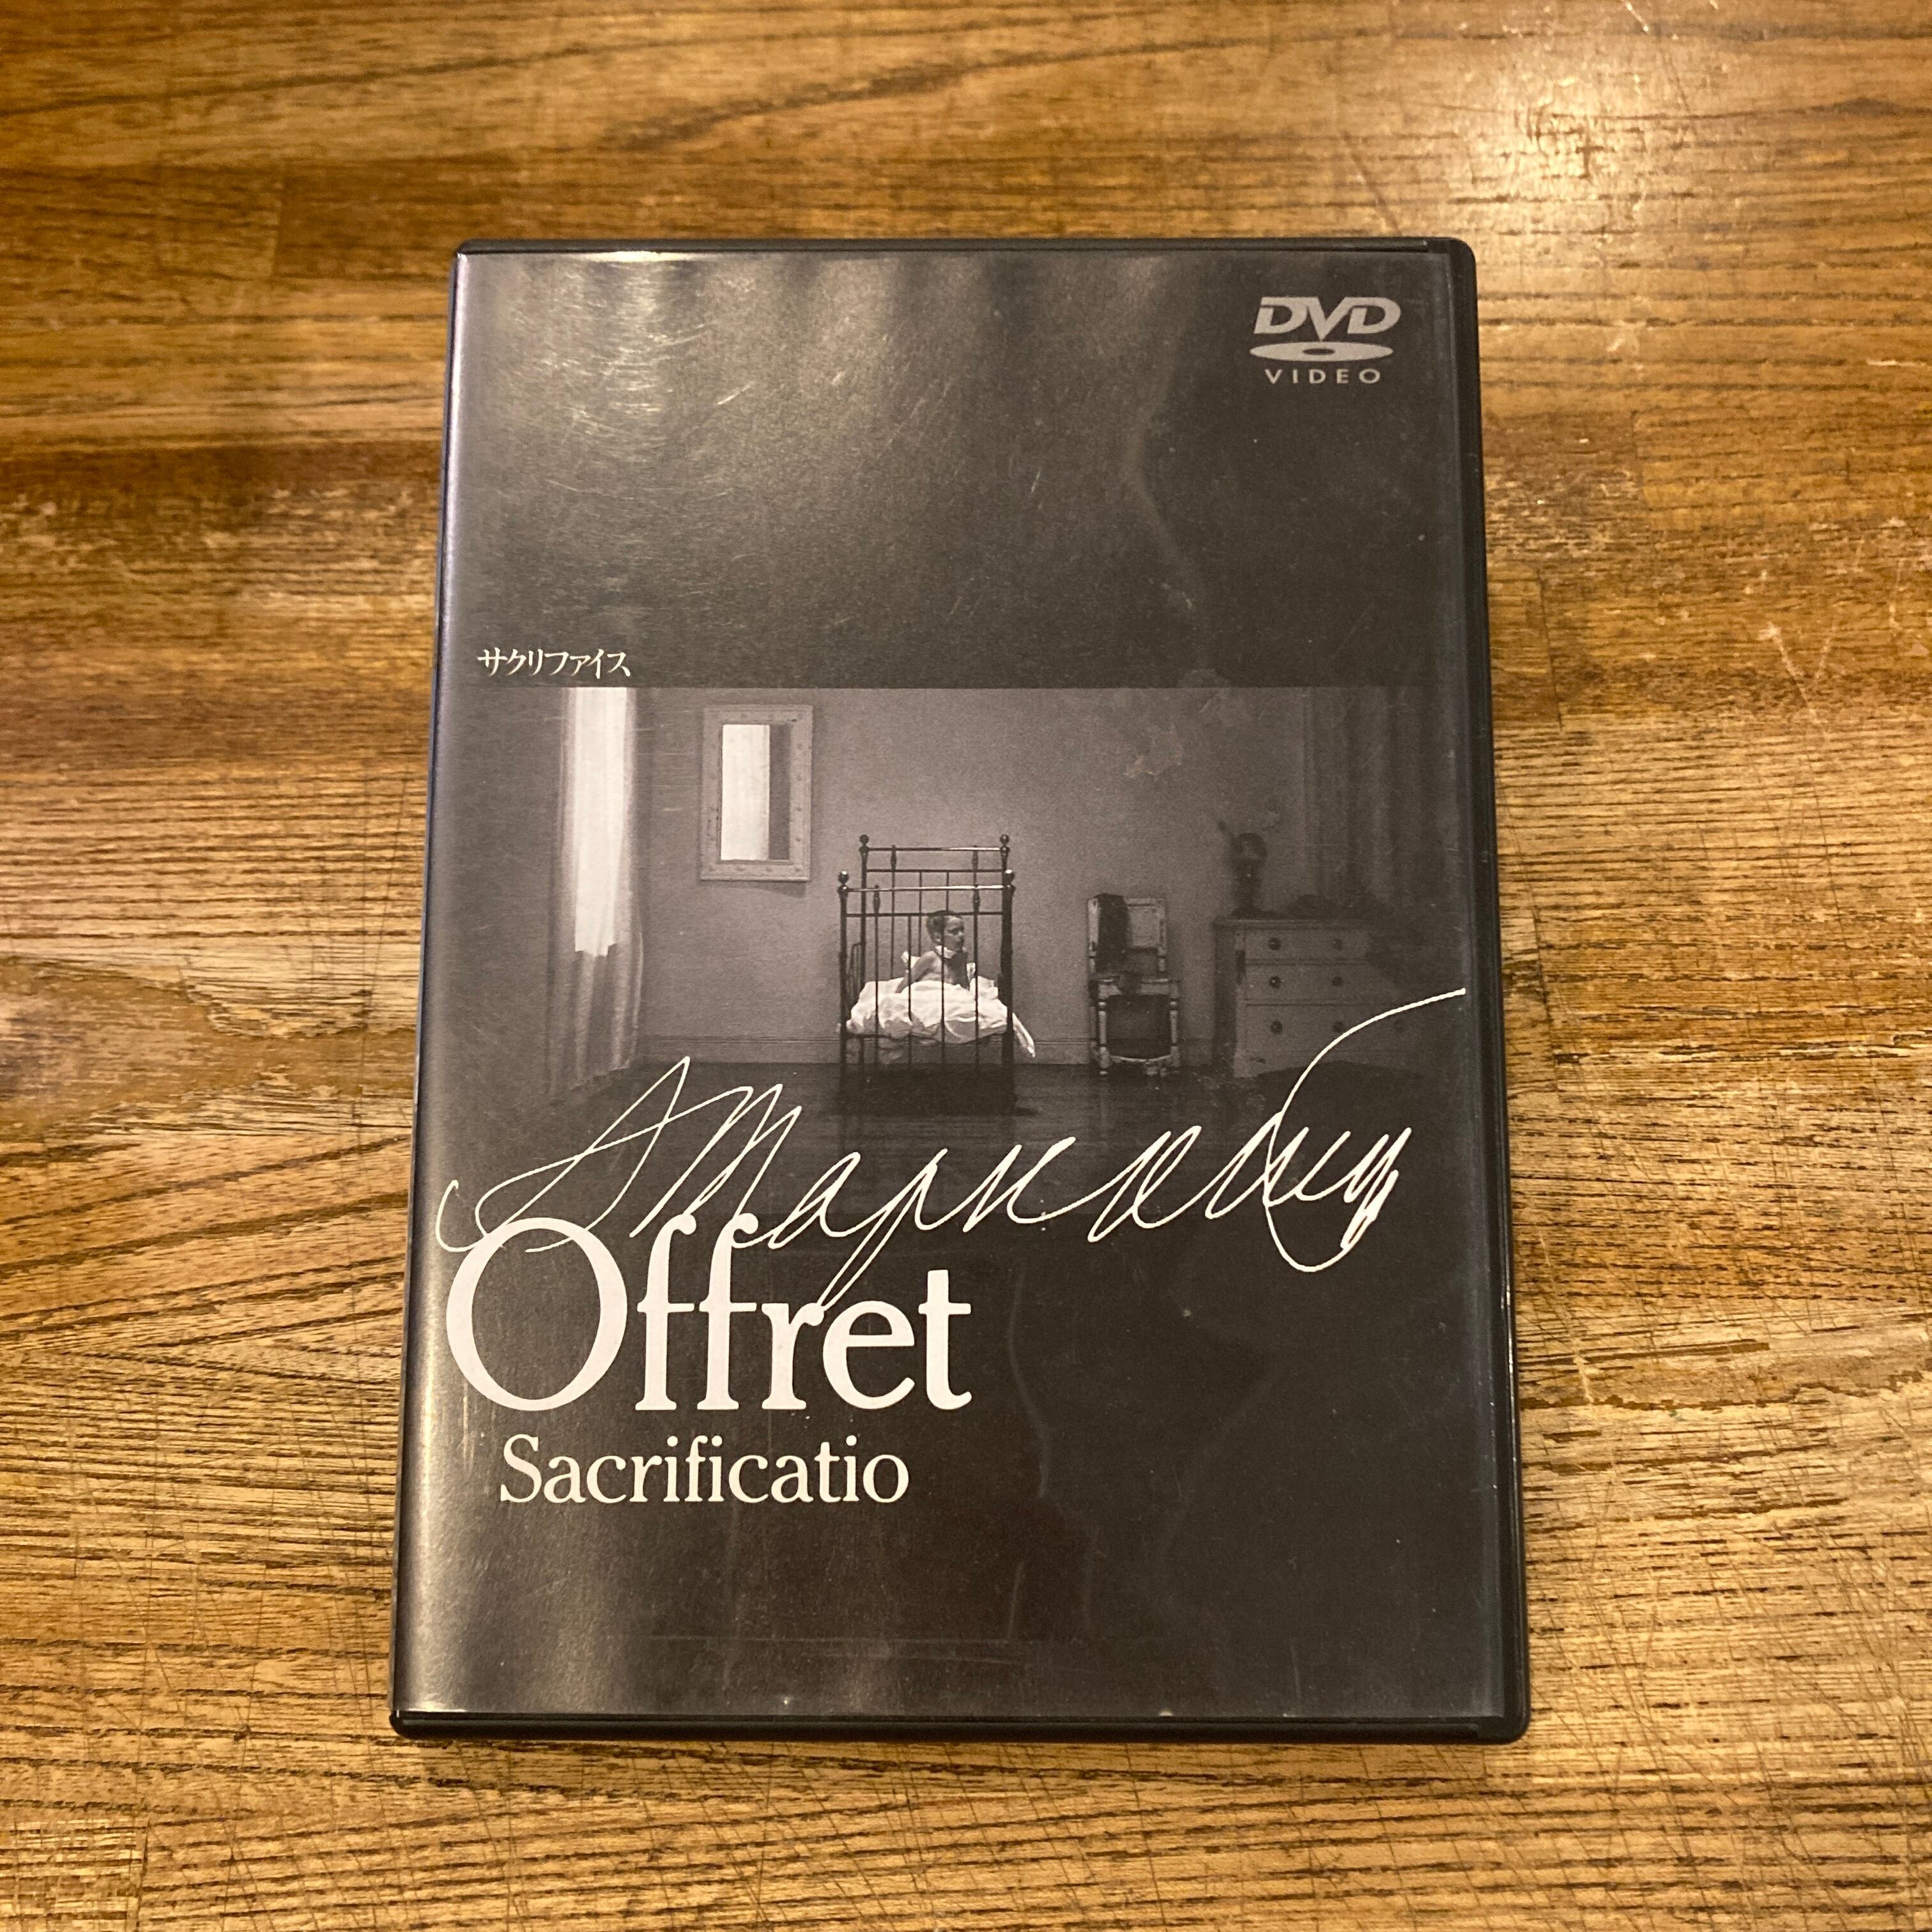 DVD
VIDEO
サクリファイス
А Тарковский
Offret
Sacrificatio